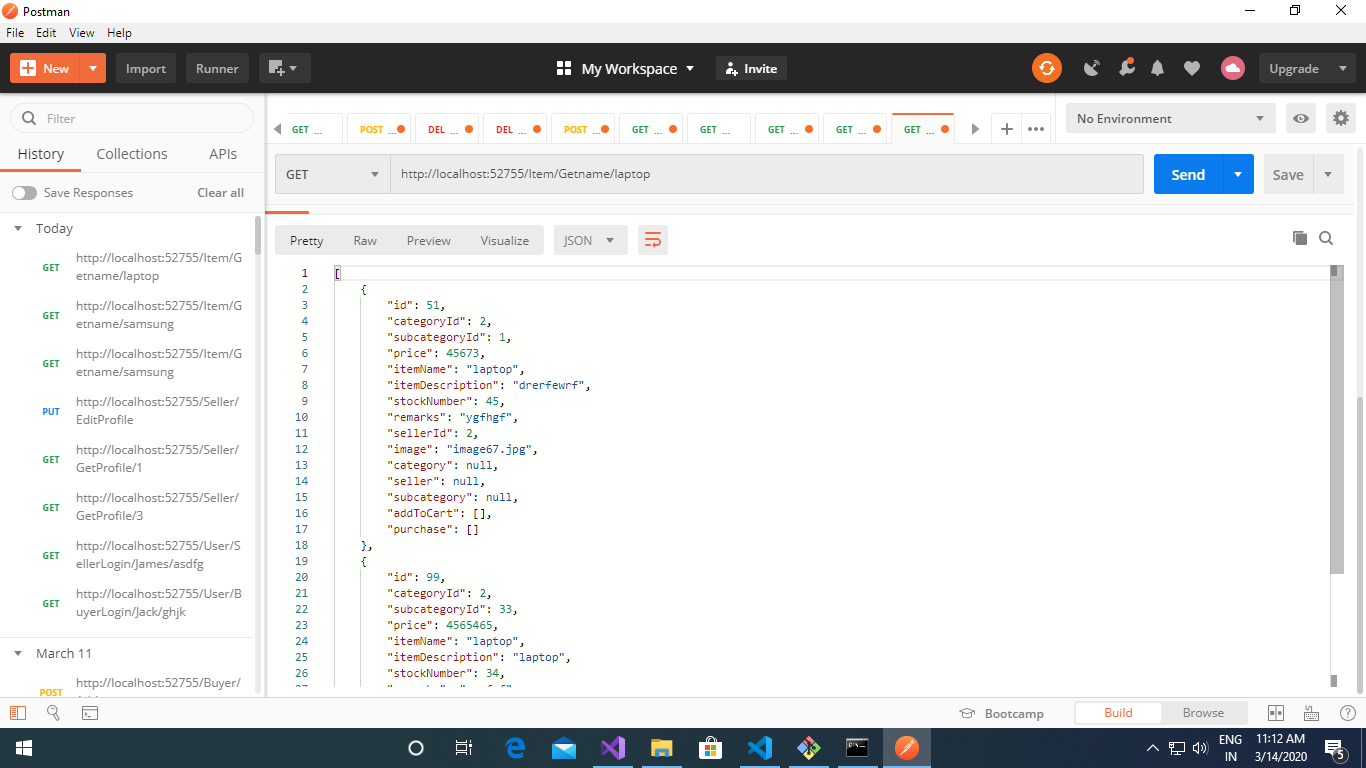 Postman
File Edit View Help
New Import Runner My Workspace Invite Upgrade
Filter
History Collections APIs
Save Responses Clear all
Today
GET http://localhost:52755/Item/G
etname/laptop
GET http://localhost:52755/Item/G
etname/samsung
GET http://localhost:52755/Item/G
etname/samsung
PUT http://localhost:52755/Seller/
EditProfile
GET http://localhost:52755/Seller/
GetProfile/1
GET http://localhost:52755/Seller/
GetProfile/3
GET http://localhost:52755/User/S
ellerLogin/James/asdfg
GET http://localhost:52755/User/B
uyerLogin/Jack/ghjk
March 11
POST http://localhost:52755/Buyer/
GET ... POST ... DEL ... DEL ... POST ... GET ... GET ... GET ... GET ... GET ...
No Environment
GET http://localhost:52755/Item/Getname/laptop Send Save
Pretty Raw Preview Visualize JSON
1 [
2 {
3 "id": 51,
4 "categoryId": 2,
5 "subcategoryId": 1,
6 "price": 45673,
7 "itemName": "laptop",
8 "itemDescription": "drerfewrf",
9 "stockNumber": 45,
10 "remarks": "ygfhgf",
11 "sellerId": 2,
12 "image": "image67.jpg",
13 "category": null,
14 "seller": null,
15 "subcategory": null,
16 "addToCart": [],
17 "purchase": []
18 },
19 {
20 "id": 99,
21 "categoryId": 2,
22 "subcategoryId": 33,
23 "price": 4565465,
24 "itemName": "laptop",
25 "itemDescription": "laptop",
26 "stockNumber": 34,
Bootcamp Build Browse
ENG
IN
11:12 AM
3/14/2020
5